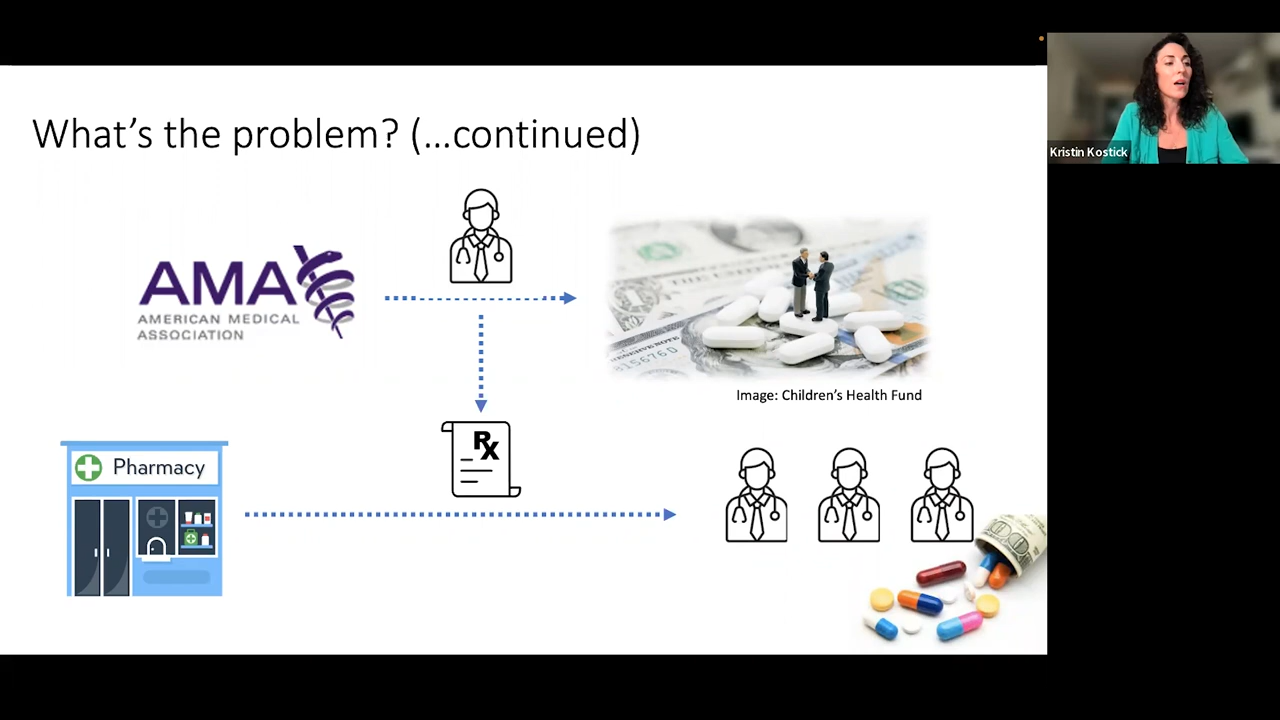 What's the problem? (...continued)
Kristin Kostick
AMA
AMERICAN MEDICAL
ASSOCIATION
Image: Children's Health Fund
Rx
Pharmacy